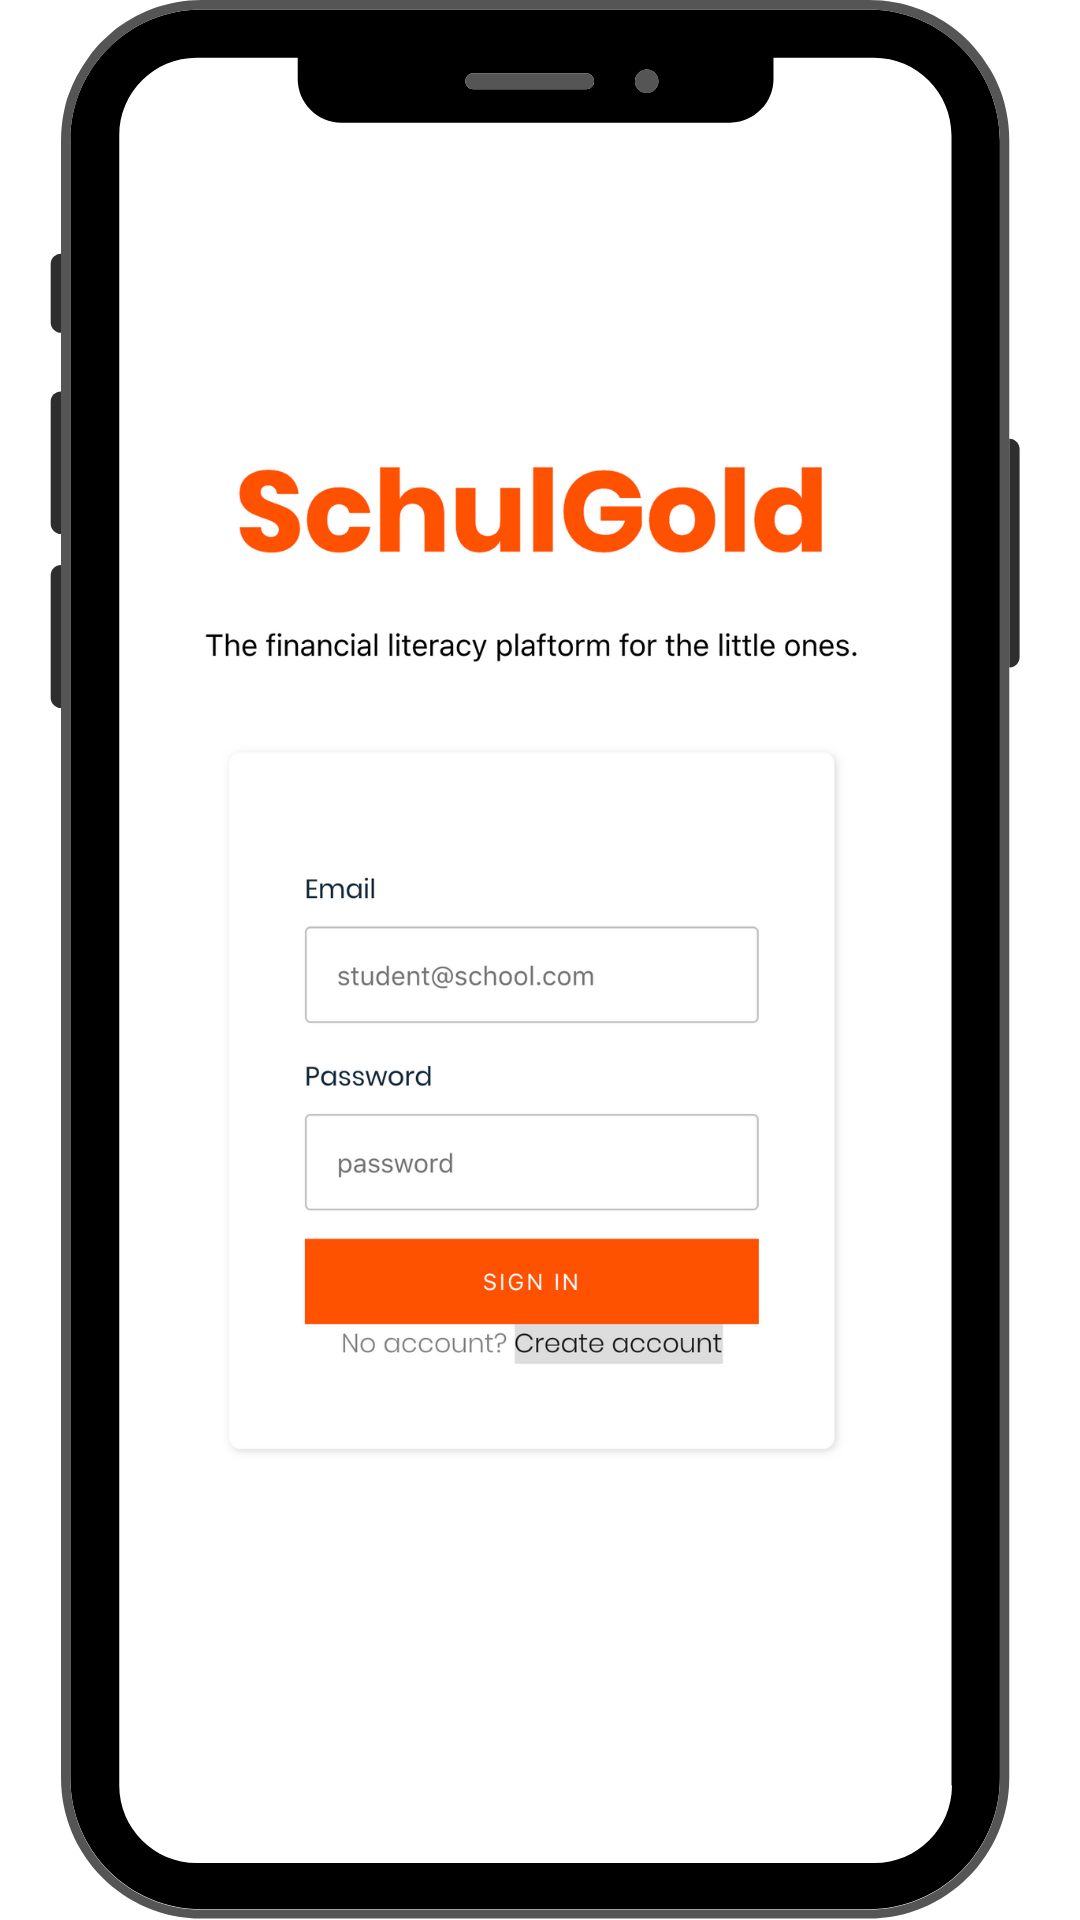 SchulGold
The financial literacy plaftorm for the little ones.
Email
student@school.com
Password
password
SIGN IN
No account? Create account